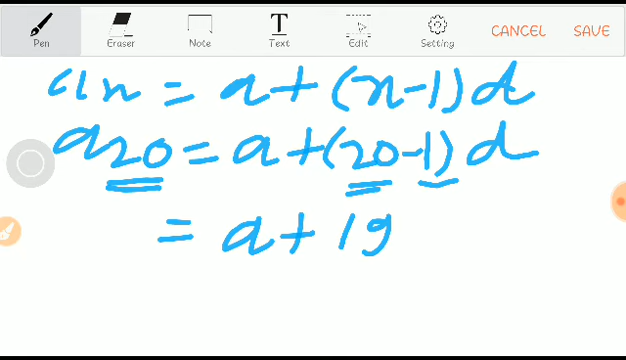 Pen Eraser Note Text Edit Setting CANCEL SAVE
an = a + (n-1)d
a20 = a + (20-1)d
= a + 19